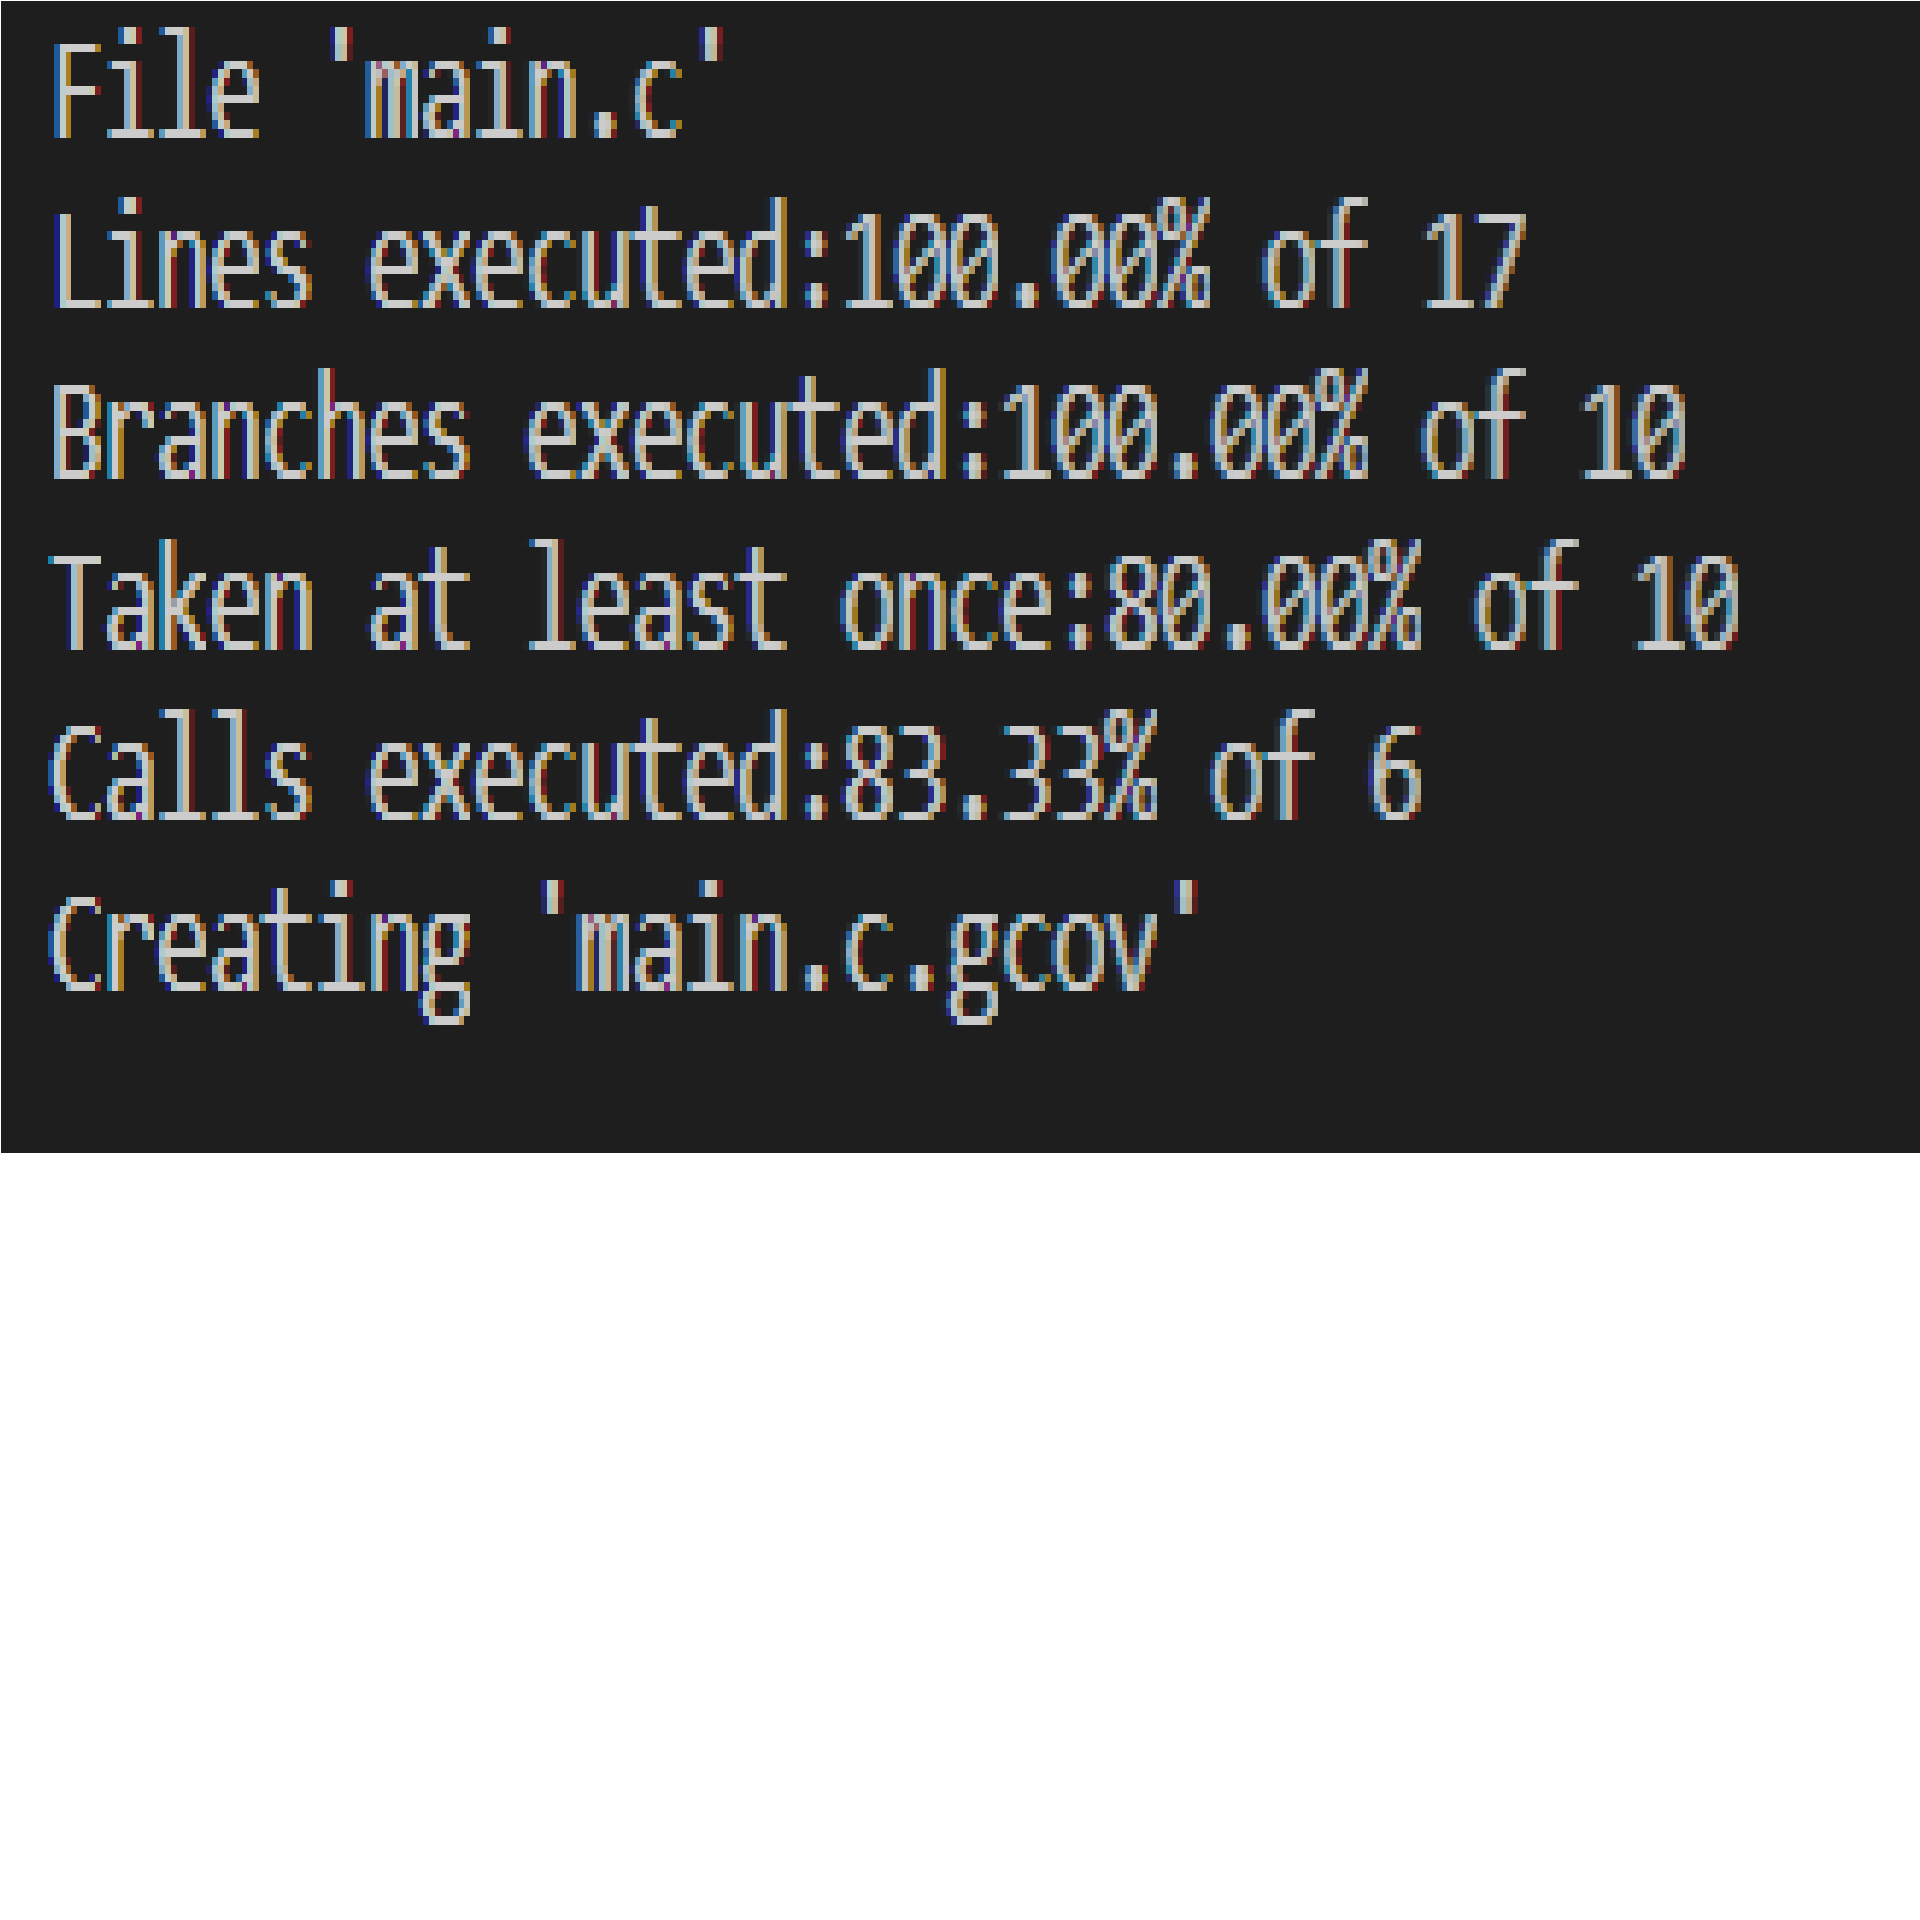 File 'main.c'
Lines executed:100.00% of 17
Branches executed:100.00% of 10
Taken at least once:80.00% of 10
Calls executed:83.33% of 6
Creating 'main.c.gcov'